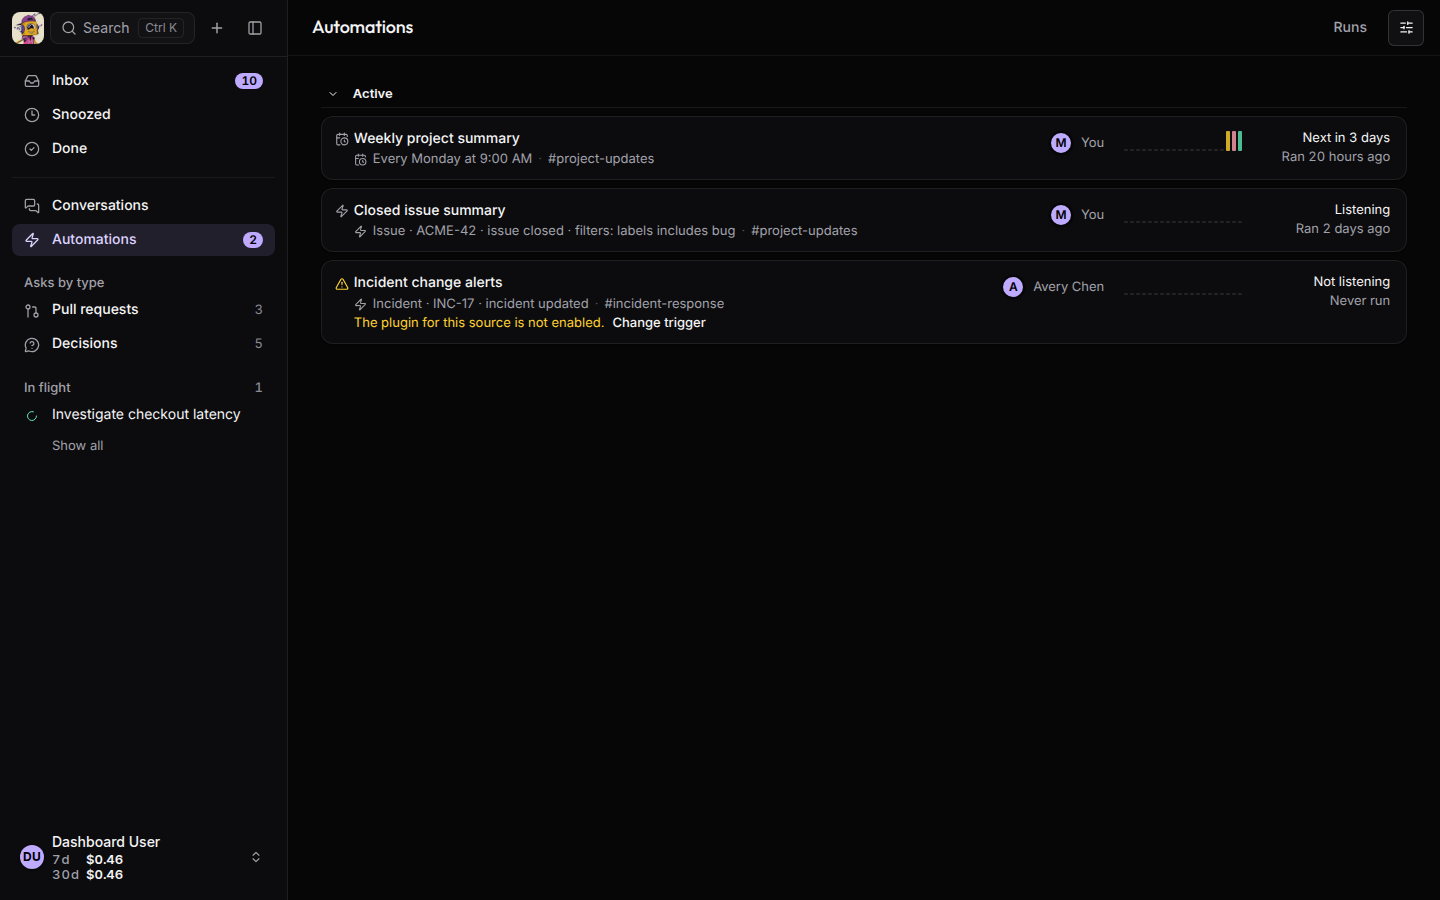 Search Ctrl K
Inbox 10
Snoozed
Done
Conversations
Automations 2
Asks by type
Pull requests 3
Decisions 5
In flight 1
Investigate checkout latency
Show all
DU Dashboard User
7d $0.46
30d $0.46
Automations Runs
Active
Weekly project summary
Every Monday at 9:00 AM · #project-updates
M You
Next in 3 days
Ran 20 hours ago
Closed issue summary
Issue · ACME-42 · issue closed · filters: labels includes bug · #project-updates
M You
Listening
Ran 2 days ago
Incident change alerts
Incident · INC-17 · incident updated · #incident-response
The plugin for this source is not enabled. Change trigger
A Avery Chen
Not listening
Never run